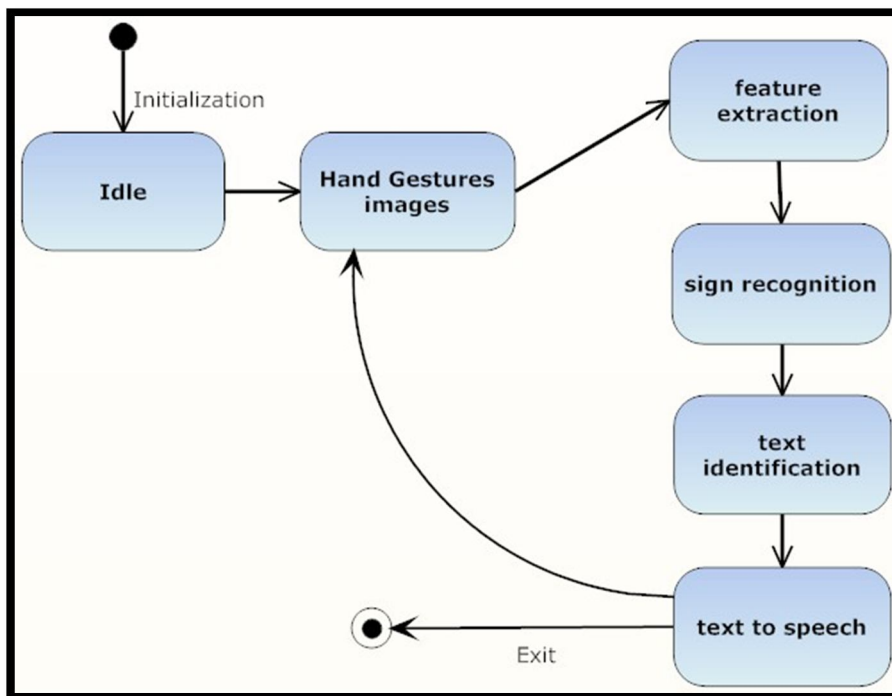 Initialization
Idle
Hand Gestures
images
feature
extraction
sign recognition
text
identification
text to speech
Exit